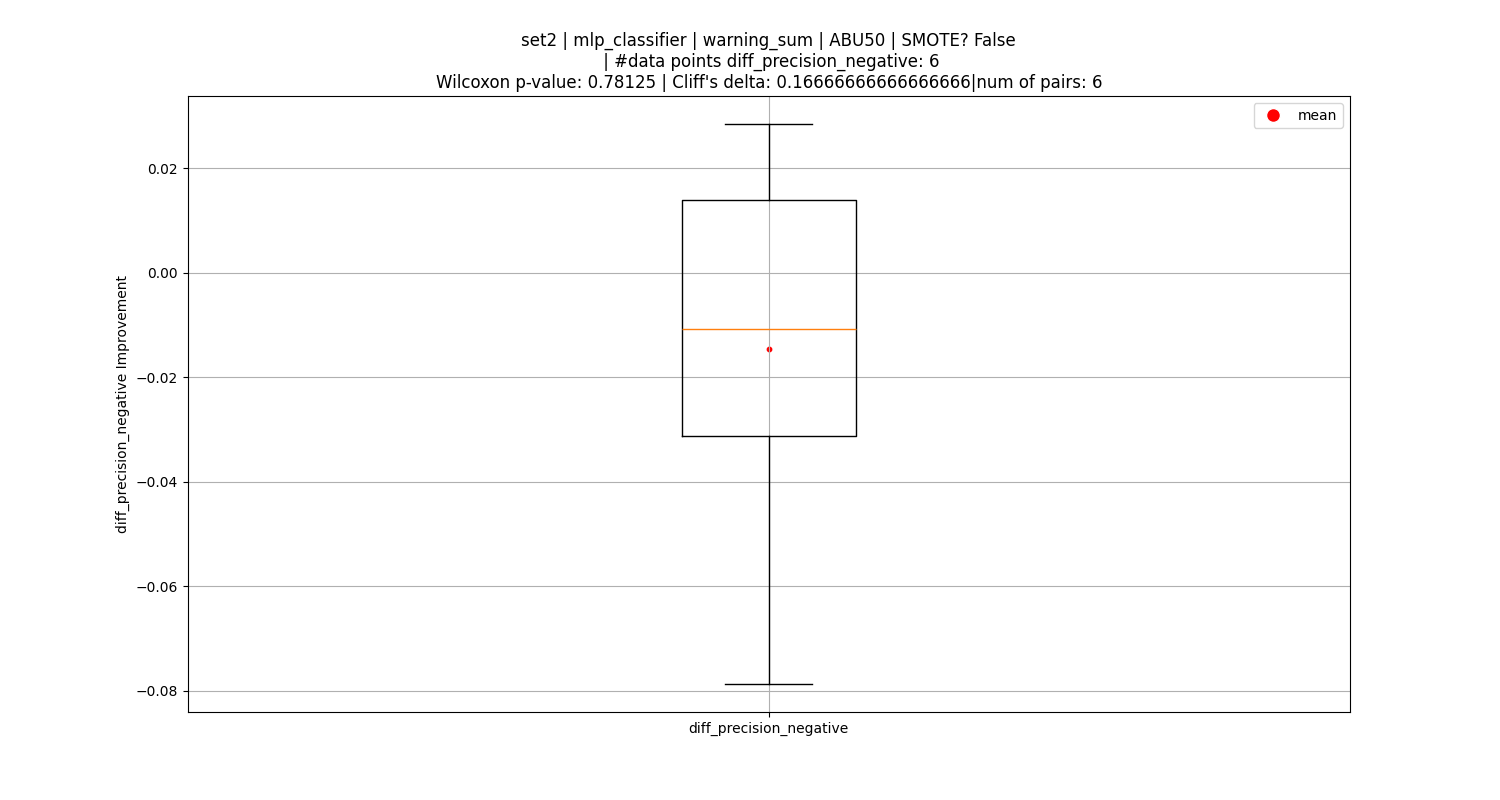 set2 | mlp_classifier | warning_sum | ABU50 | SMOTE? False
| #data points diff_precision_negative: 6
Wilcoxon p-value: 0.78125 | Cliff's delta: 0.16666666666666666|num of pairs: 6
mean
0.02
0.00
−0.02
−0.04
−0.06
−0.08
diff_precision_negative Improvement
diff_precision_negative